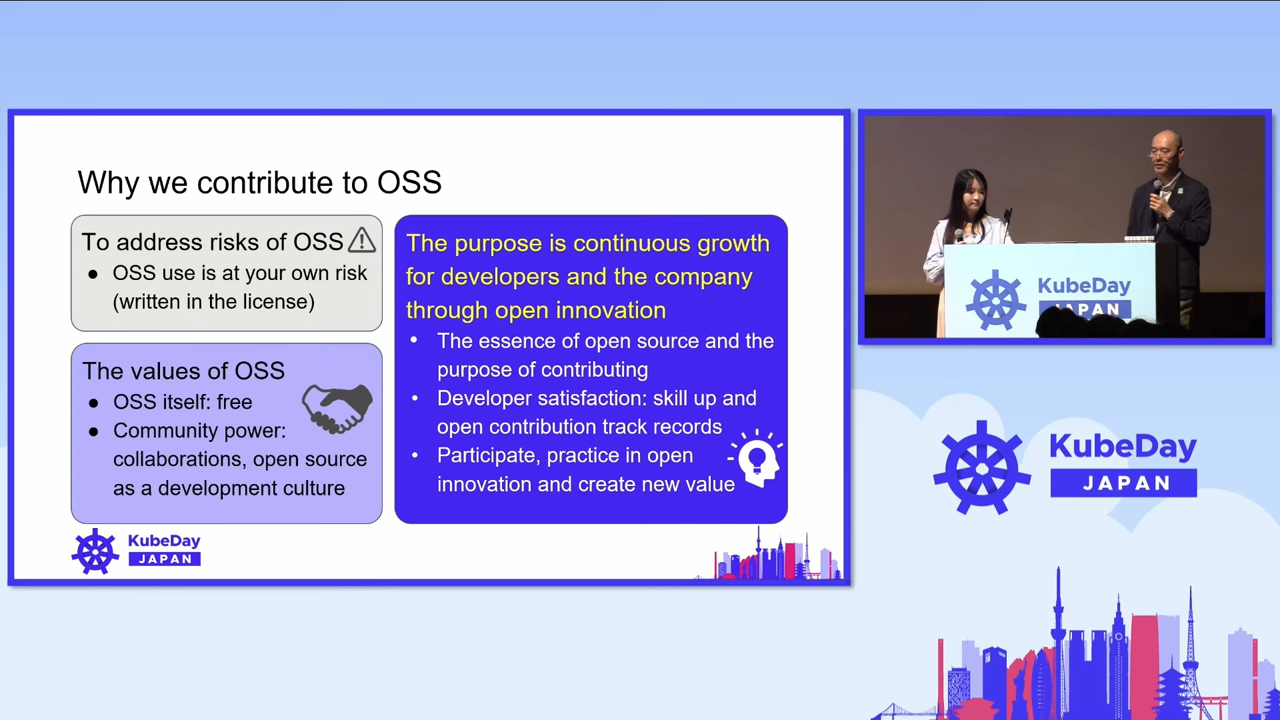 Why we contribute to OSS
To address risks of OSS
● OSS use is at your own risk
(written in the license)
The values of OSS
● OSS itself: free
● Community power:
collaborations, open source
as a development culture
The purpose is continuous growth
for developers and the company
through open innovation
• The essence of open source and the
purpose of contributing
• Developer satisfaction: skill up and
open contribution track records
• Participate, practice in open
innovation and create new value
KubeDay
JAPAN
KubeDay
JAPAN
KubeDay
JAPAN